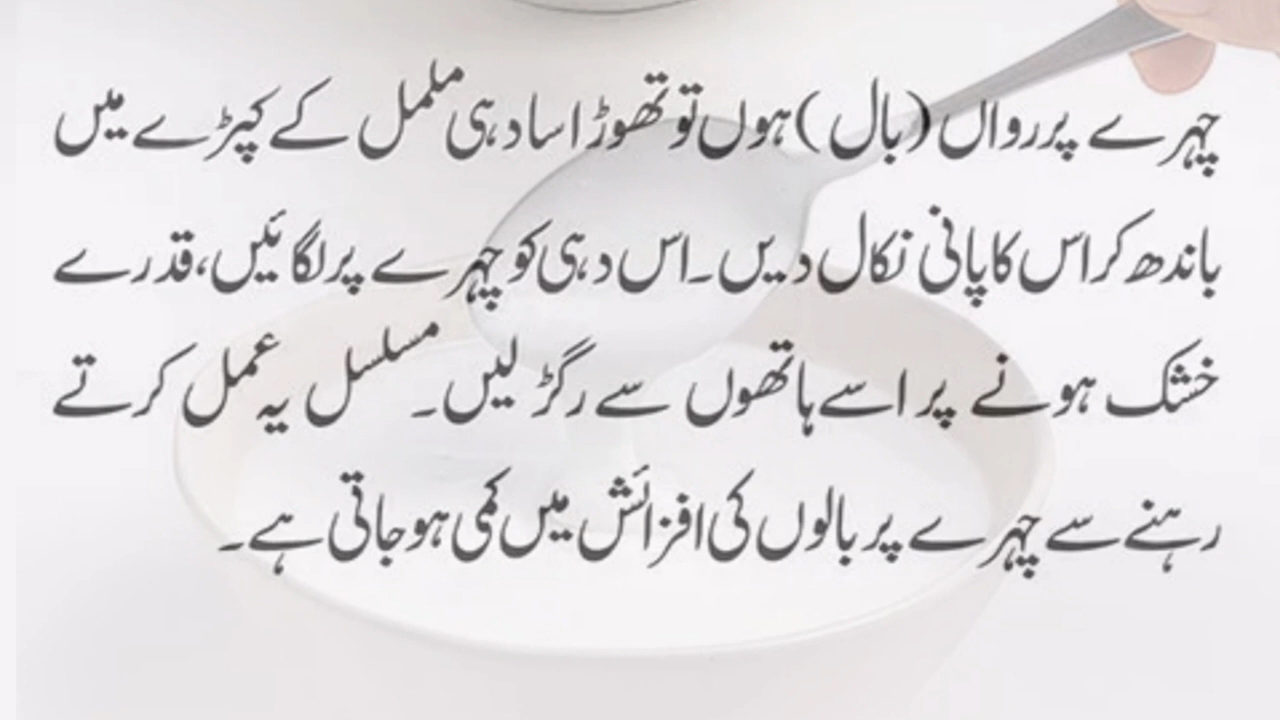 چہرے پر رواں (بال) ہوں تو تھوڑا سا دہی ململ کے کپڑے میں
باندھ کر اس کا پانی نکال دیں۔ اس دہی کو چہرے پر لگائیں، قدرے
خشک ہونے پر اسے ہاتھوں سے رگڑ لیں۔ مسلسل یہ عمل کرتے
رہنے سے چہرے پر بالوں کی افزائش میں کمی ہو جاتی ہے۔